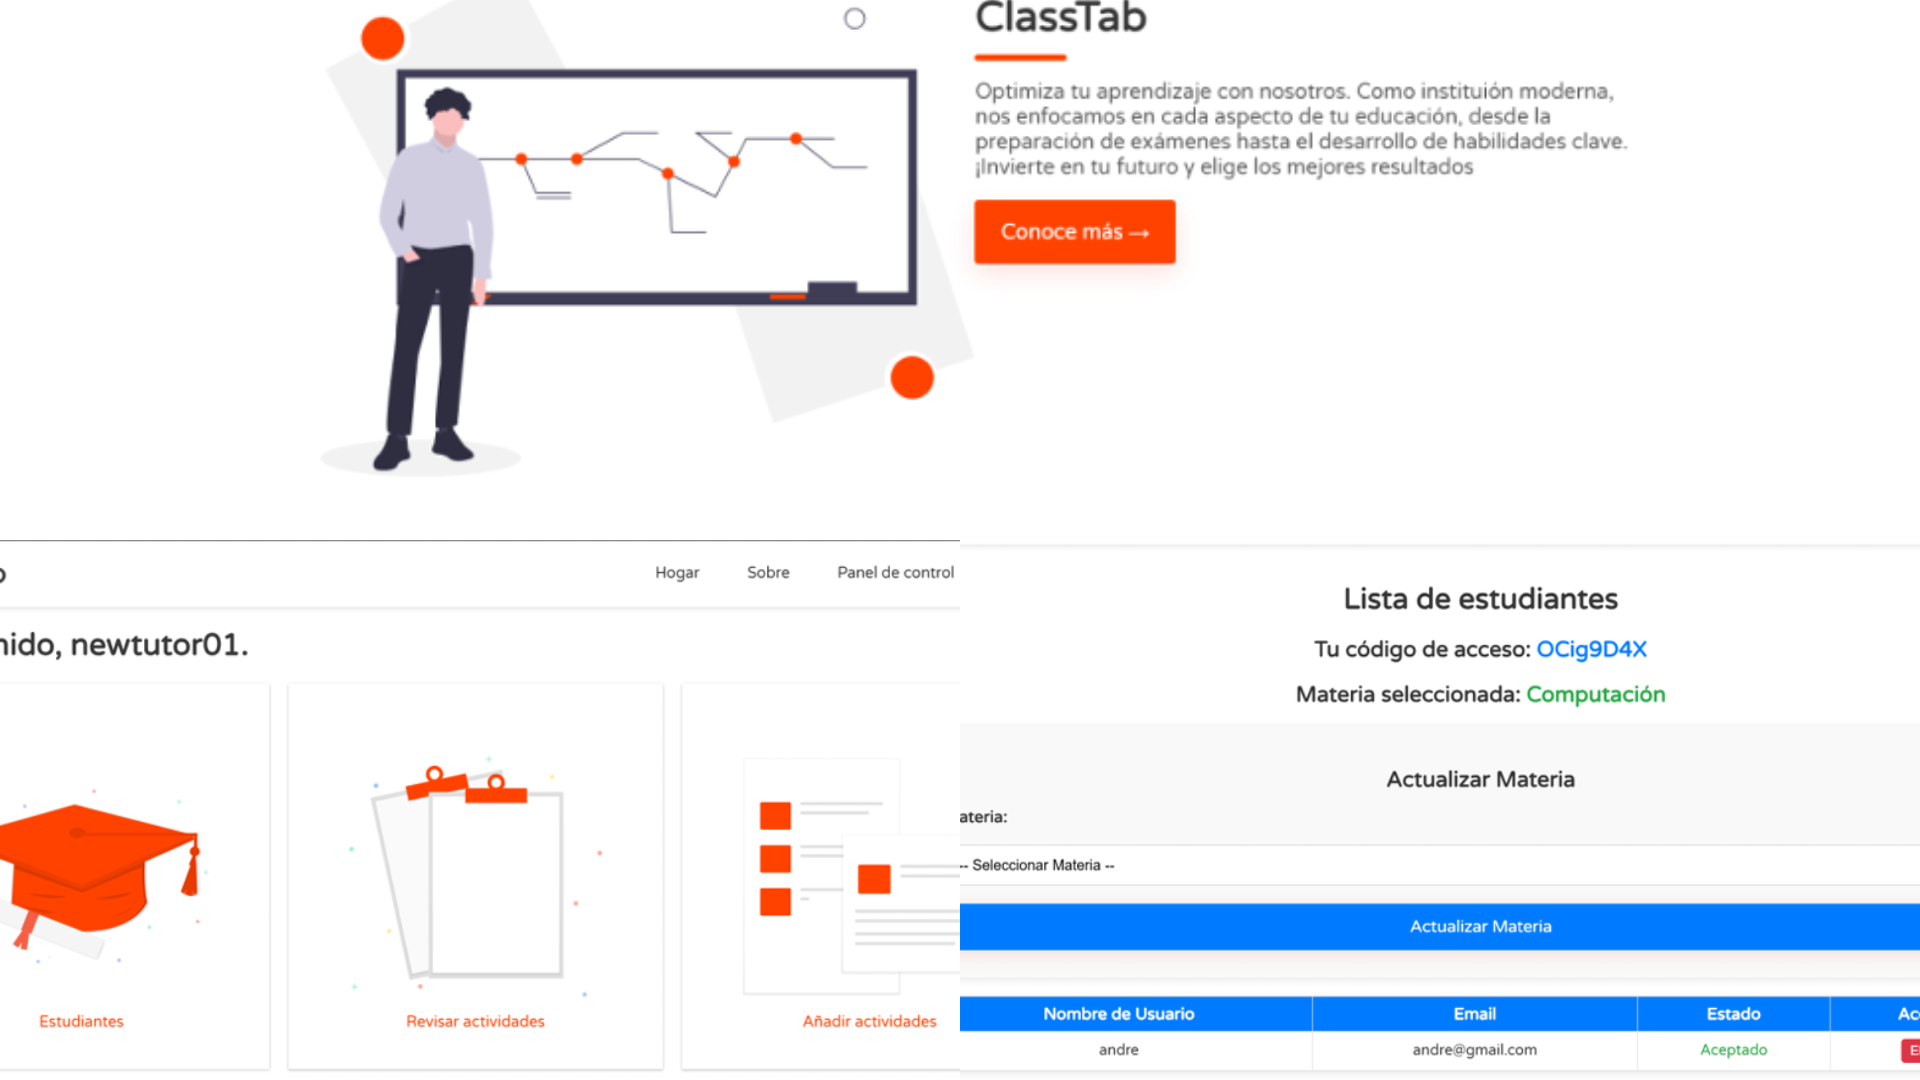 ClassTab
Optimiza tu aprendizaje con nosotros. Como instituión moderna,
nos enfocamos en cada aspecto de tu educación, desde la
preparación de exámenes hasta el desarrollo de habilidades clave.
¡Invierte en tu futuro y elige los mejores resultados
Conoce más →
Hogar Sobre Panel de control
nido, newtutor01.
Estudiantes
Revisar actividades
Añadir actividades
Lista de estudiantes
Tu código de acceso: OCig9D4X
Materia seleccionada: Computación
Actualizar Materia
ateria:
-- Seleccionar Materia --
Actualizar Materia
Nombre de Usuario Email Estado
andre andre@gmail.com Aceptado